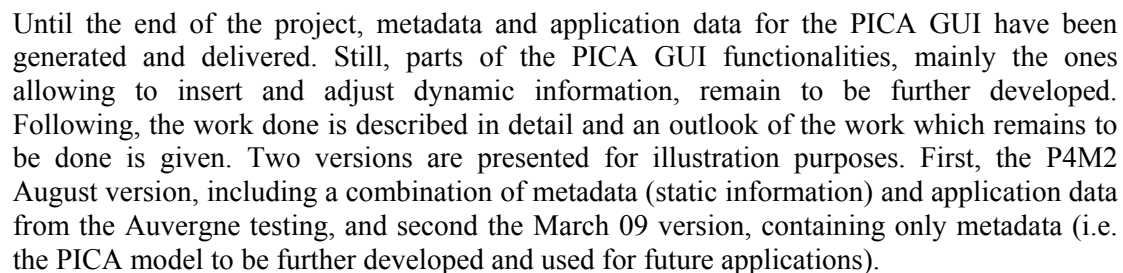 Until the end of the project, metadata and application data for the PICA GUI have been
generated and delivered. Still, parts of the PICA GUI functionalities, mainly the ones
allowing to insert and adjust dynamic information, remain to be further developed.
Following, the work done is described in detail and an outlook of the work which remains to
be done is given. Two versions are presented for illustration purposes. First, the P4M2
August version, including a combination of metadata (static information) and application data
from the Auvergne testing, and second the March 09 version, containing only metadata (i.e.
the PICA model to be further developed and used for future applications).